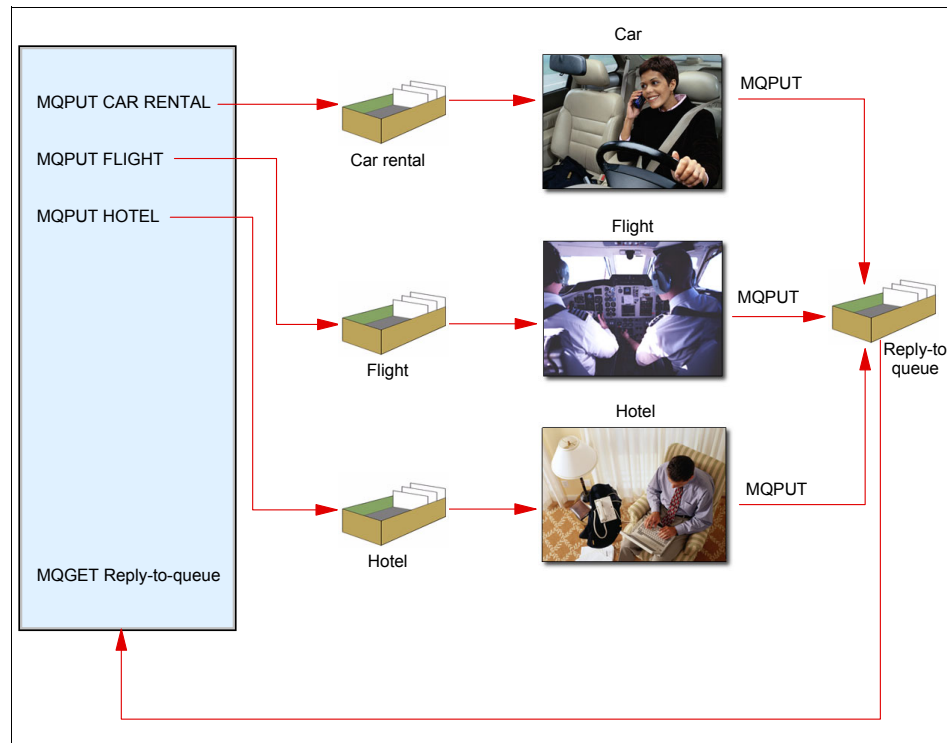 Car
MQPUT CAR RENTAL
MQPUT
Car rental
MQPUT FLIGHT
MQPUT HOTEL
Flight
MQPUT
Reply-to
queue
Flight
Hotel
MQPUT
Hotel
MQGET Reply-to-queue